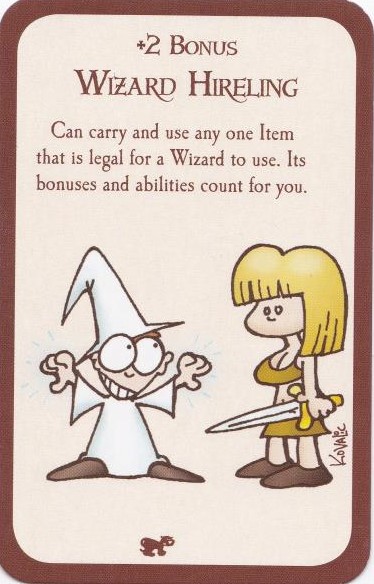 +2 Bonus
Wizard Hireling
Can carry and use any one Item
that is legal for a Wizard to use. Its
bonuses and abilities count for you.
Kovalic